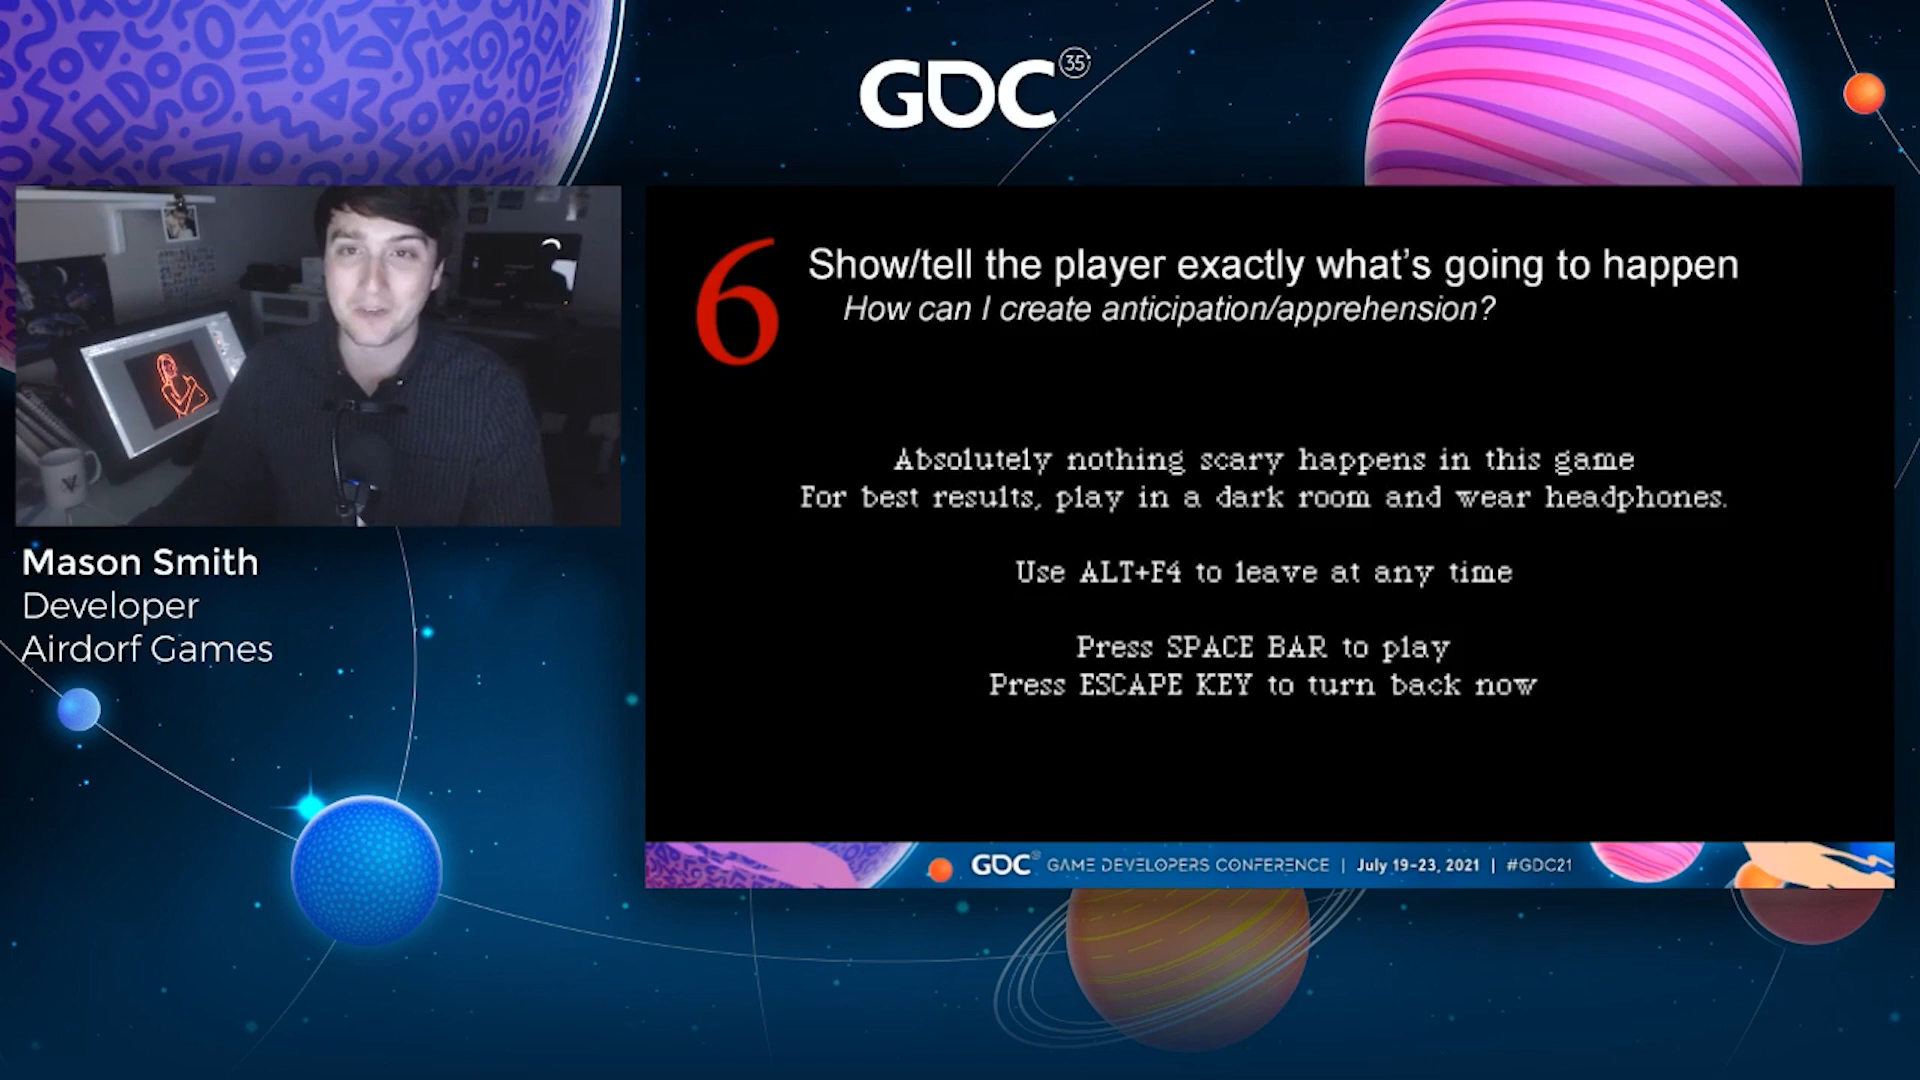 GDC 35
Mason Smith
Developer
Airdorf Games
6
Show/tell the player exactly what's going to happen
How can I create anticipation/apprehension?
Absolutely nothing scary happens in this game
For best results, play in a dark room and wear headphones.
Use ALT+F4 to leave at any time
Press SPACE BAR to play
Press ESCAPE KEY to turn back now
GDC GAME DEVELOPERS CONFERENCE | July 19-23, 2021 | #GDC21